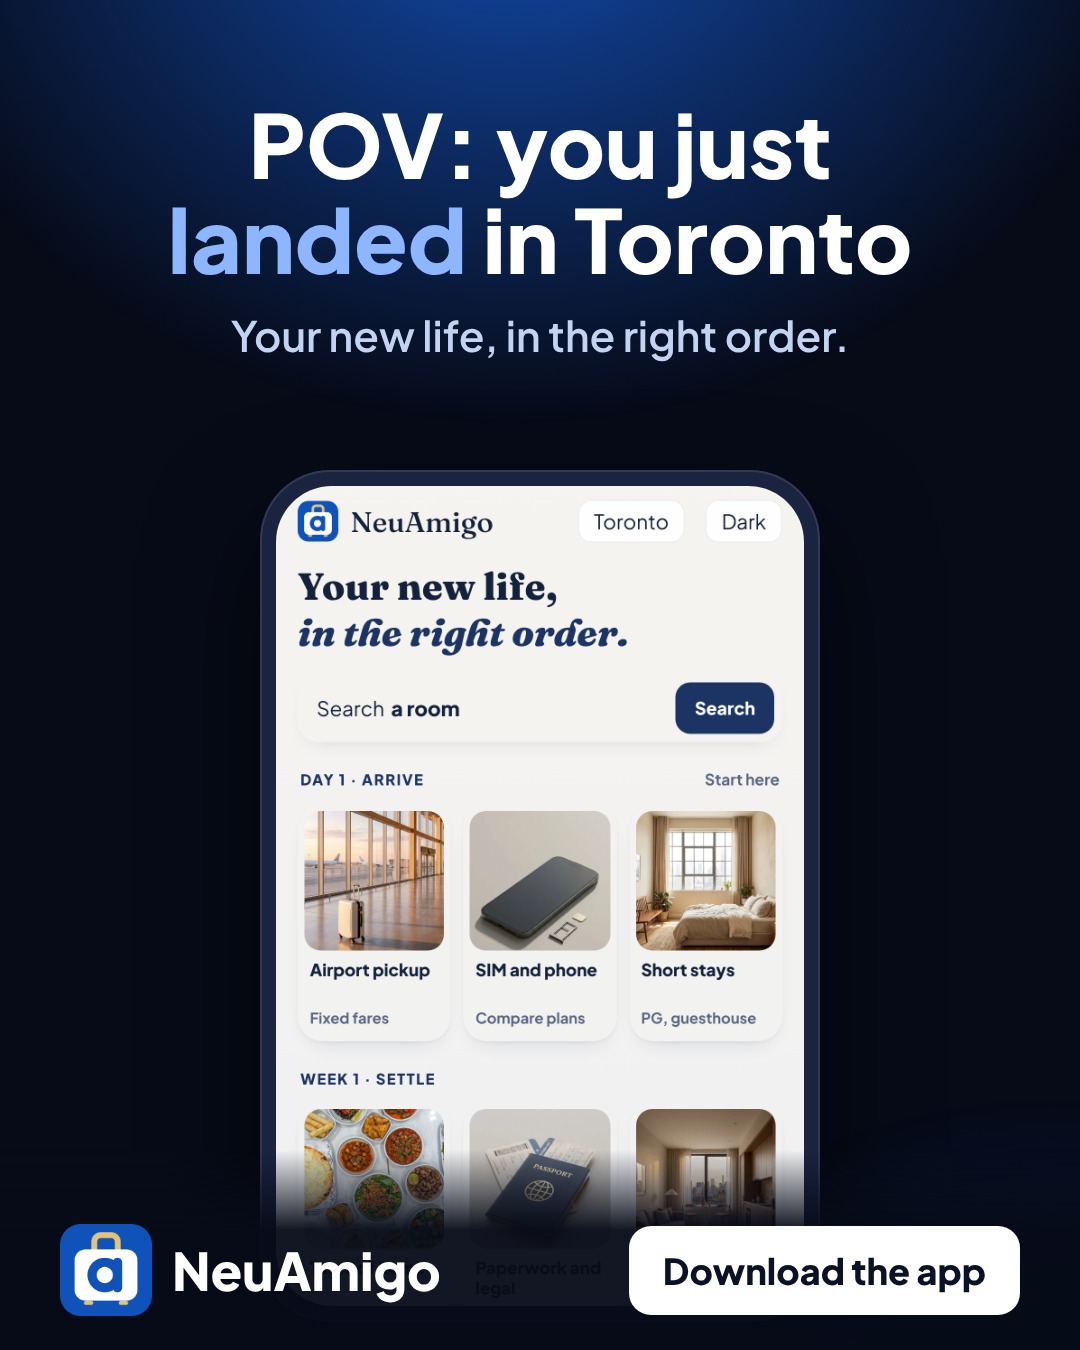 POV: you just
landed in Toronto
Your new life, in the right order.
a NeuAmigo
Toronto
Dark
Your new life,
in the right order.
Search a room
Search
DAY 1 · ARRIVE
Start here
Airport pickup
SIM and phone
Short stays
Fixed fares
Compare plans
PG, guesthouse
WEEK 1 · SETTLE
PASSPORT
Paperwork and
legal
a NeuAmigo
Download the app